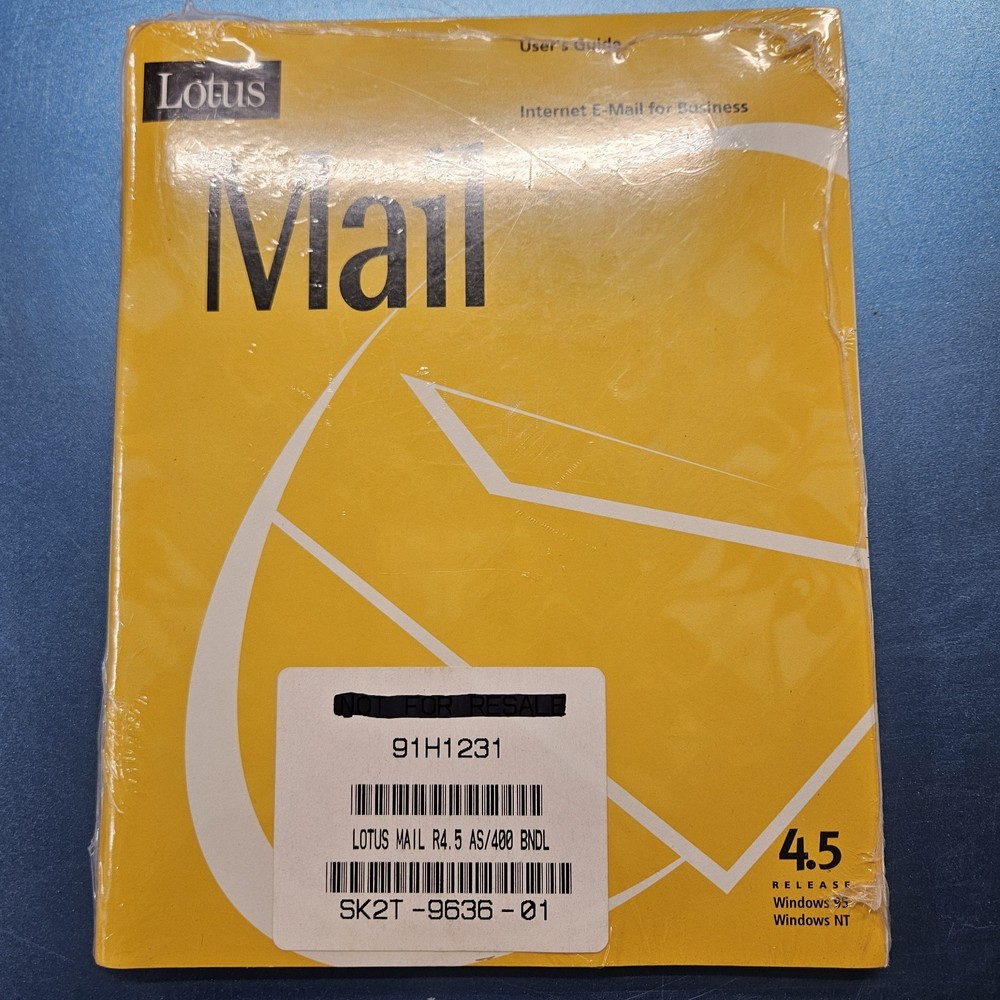 User's Guide
Lotus
Internet E-Mail for Business
Mail
NOT FOR RESALE
91H1231
LOTUS MAIL R4.5 AS/400 BNDL
SK2T-9636-01
4.5
RELEASE
Windows 95
Windows NT